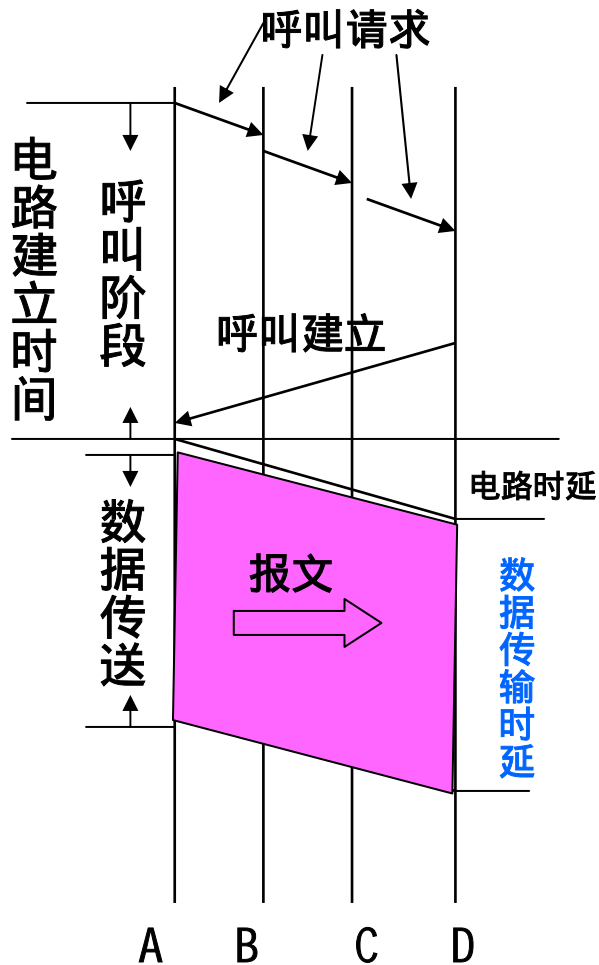 呼叫请求
电路建立时间
呼叫阶段
呼叫建立
电路时延
数据传送
报文
数据传输时延
A B C D